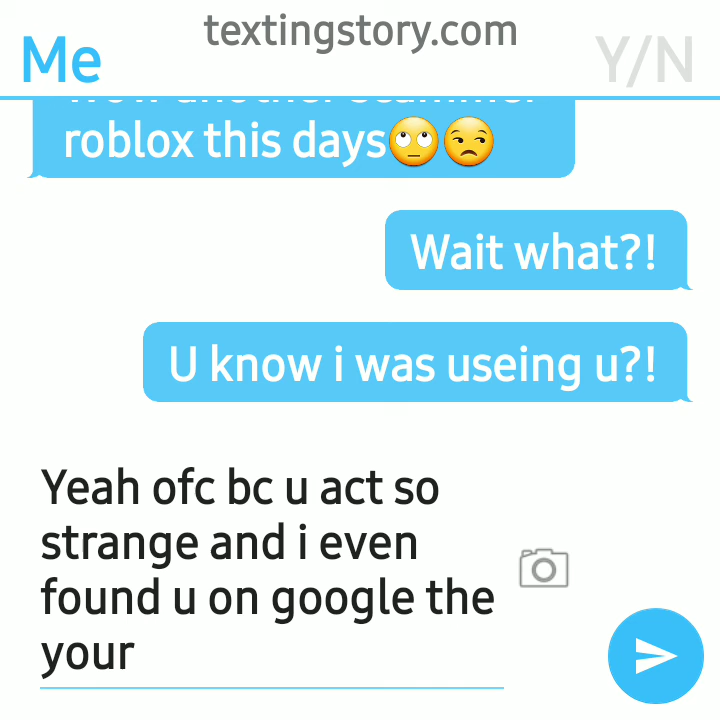 textingstory.com
Me
Y/N
roblox this days🙄😒
Wait what?!
U know i was useing u?!
Yeah ofc bc u act so
strange and i even
found u on google the
your